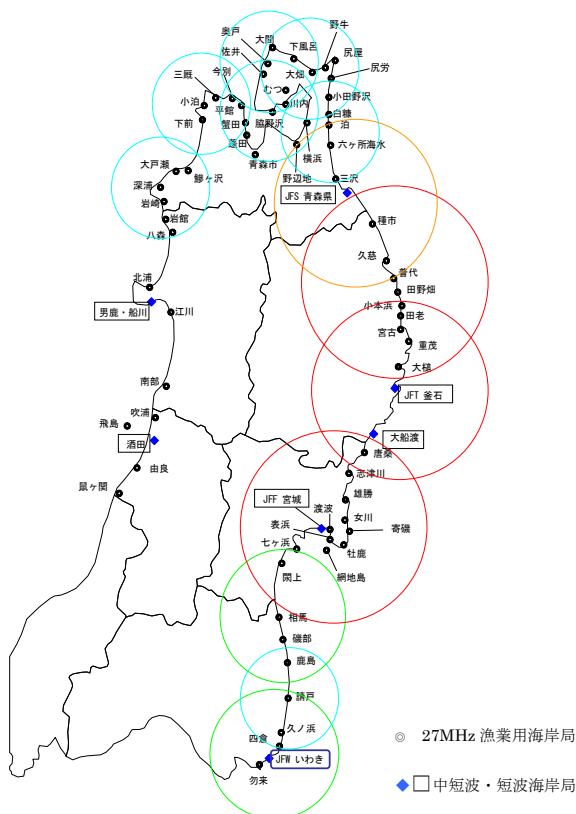 野牛
奥戸
大間
下風呂
尻屋
佐井
大畑
尻労
三厩
今別
むつ
小泊
平館
川内
小田野沢
下前
蟹田
脇野沢
白糠
泊
蓬田
六ヶ所海水
青森市
横浜
大戸瀬
野辺地
鰺ヶ沢
三沢
深浦
JFS 青森県
岩崎
岩館
種市
八森
久慈
普代
北浦
田野畑
小本浜
男鹿・船川
江川
田老
宮古
重茂
大槌
南部
JFT 釜石
吹浦
飛島
酒田
大船渡
唐桑
由良
志津川
鼠ヶ関
JFF 宮城
渡波
雄勝
表浜
女川
寄磯
七ヶ浜
牡鹿
網地島
閖上
相馬
磯部
鹿島
請戸
久ノ浜
四倉
JFW いわき
勿来
◎ 27MHz 漁業用海岸局
◆□中短波・短波海岸局